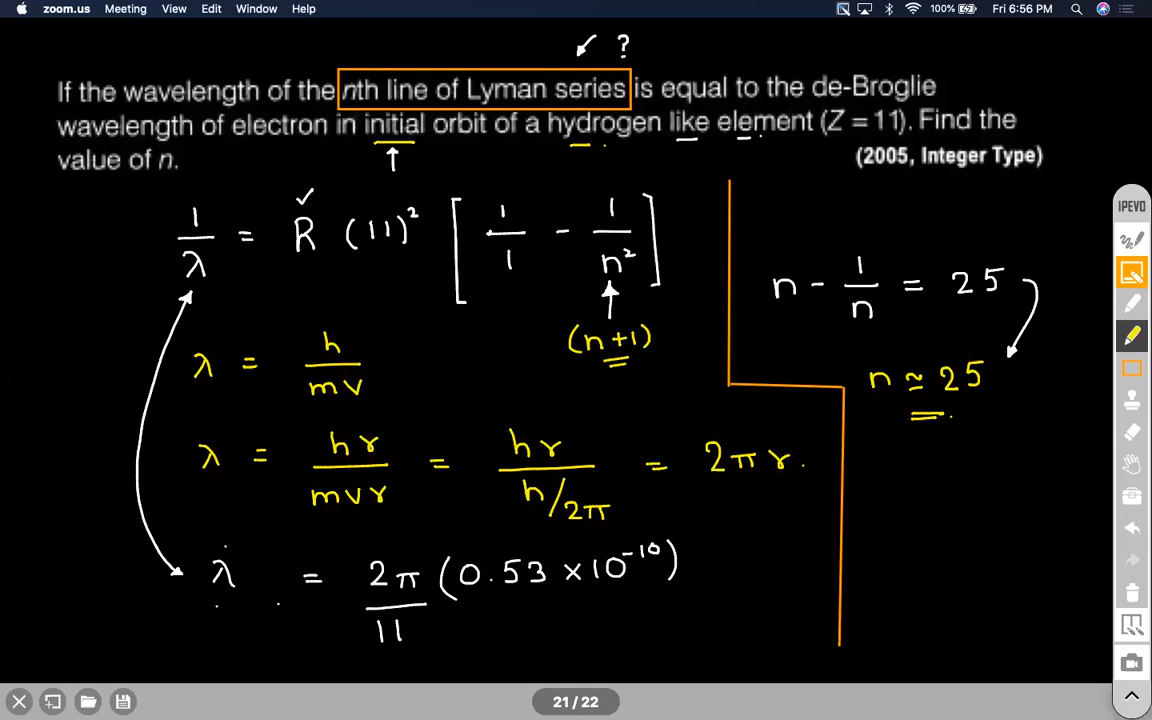 zoom.us Meeting View Edit Window Help 100% Fri 6:56 PM
?
If the wavelength of the nth line of Lyman series is equal to the de-Broglie
wavelength of electron in initial orbit of a hydrogen like element (Z = 11). Find the
value of n.
(2005, Integer Type)
1/λ = R (11)² [1/1 - 1/n²]
(n+1)
λ = h/mv
λ = hr/mvr = hr/h/2π = 2πr.
λ = 2π/11 (0.53 × 10⁻¹⁰)
n - 1/n = 25
n ≃ 25
IPEVO
21 / 22